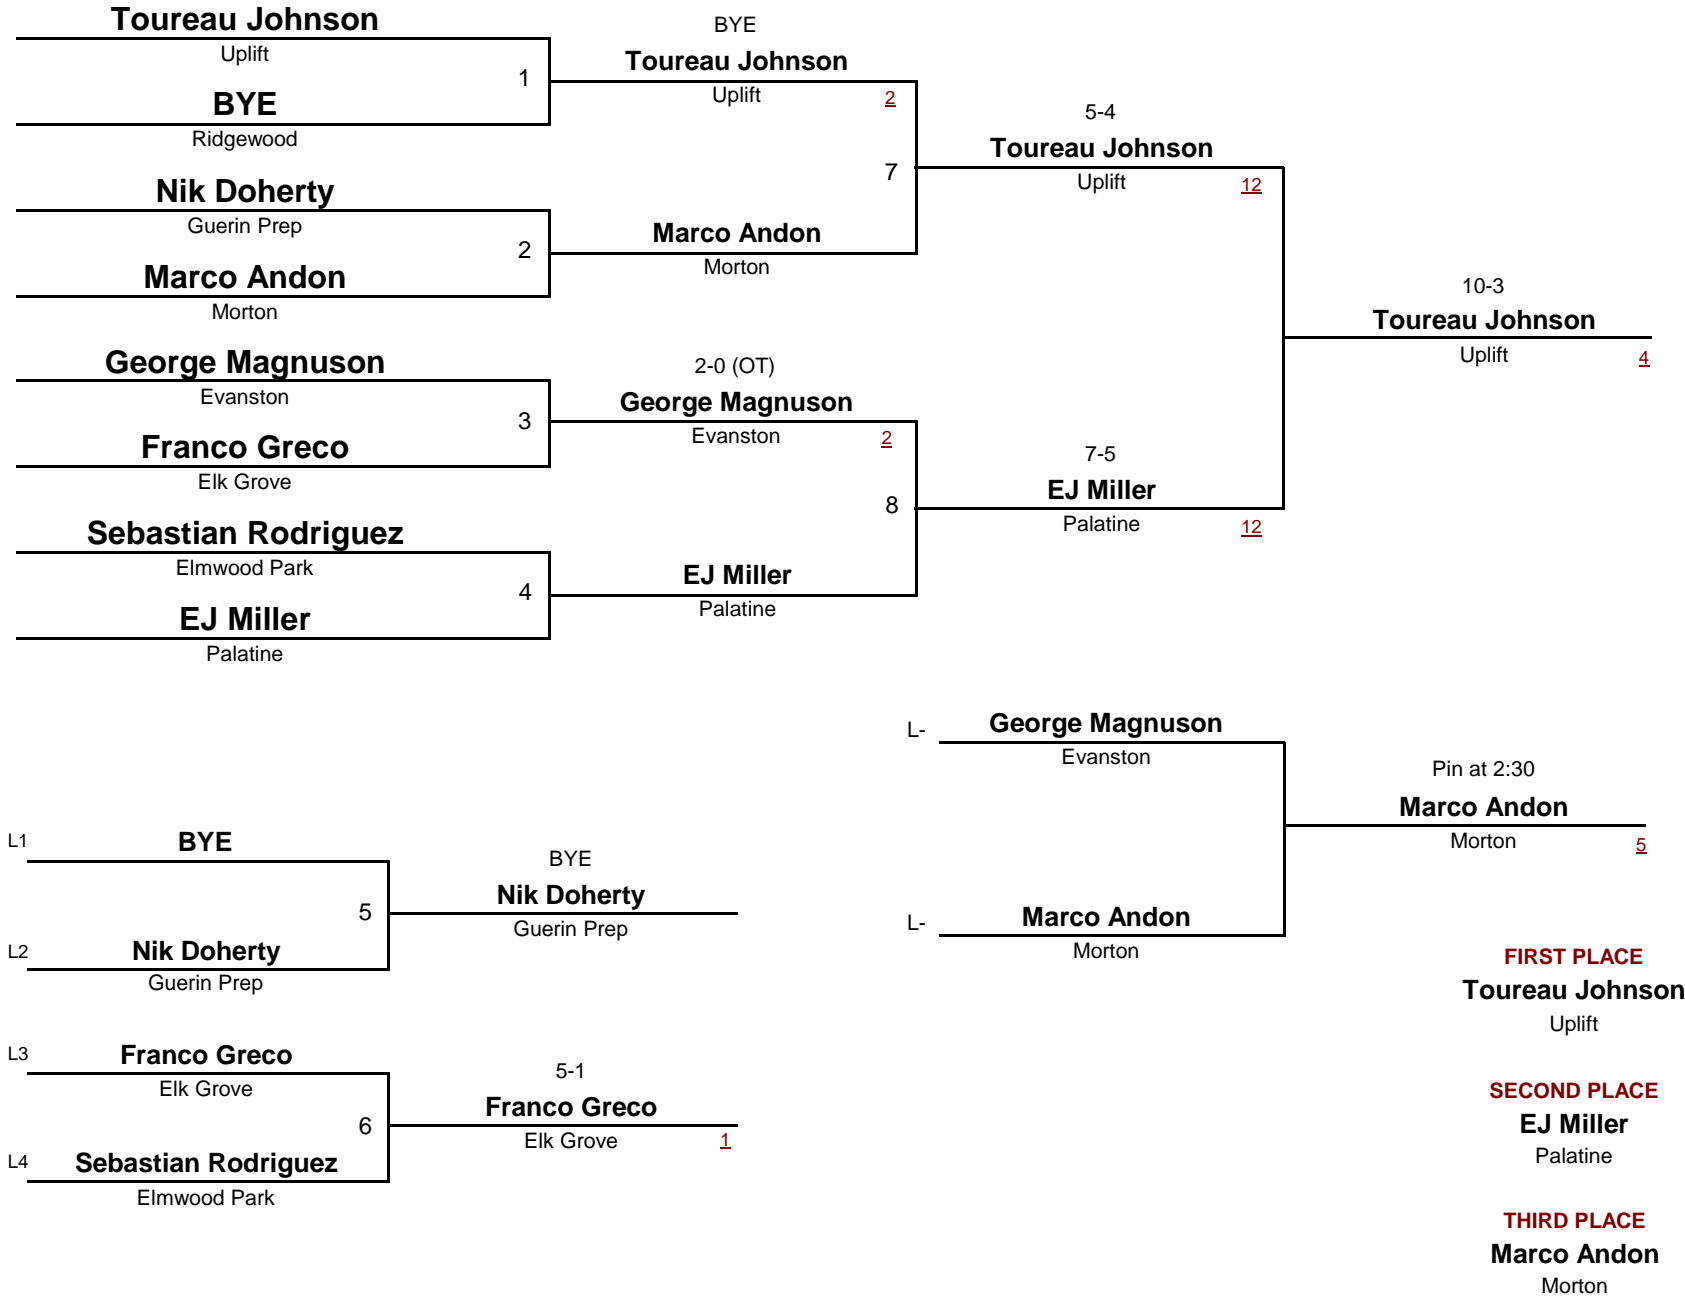 Toureau Johnson
Uplift
1
BYE
Ridgewood
Nik Doherty
Guerin Prep
2
Marco Andon
Morton
George Magnuson
Evanston
3
Franco Greco
Elk Grove
Sebastian Rodriguez
Elmwood Park
4
EJ Miller
Palatine
BYE
Toureau Johnson
Uplift 2
7
Marco Andon
Morton
2-0 (OT)
George Magnuson
Evanston 2
8
EJ Miller
Palatine
5-4
Toureau Johnson
Uplift 12
7-5
EJ Miller
Palatine 12
10-3
Toureau Johnson
Uplift 4
L- George Magnuson
Evanston
L- Marco Andon
Morton
Pin at 2:30
Marco Andon
Morton 5
L1 BYE
5
L2 Nik Doherty
Guerin Prep
BYE
Nik Doherty
Guerin Prep
L3 Franco Greco
Elk Grove
6
L4 Sebastian Rodriguez
Elmwood Park
5-1
Franco Greco
Elk Grove 1
FIRST PLACE
Toureau Johnson
Uplift
SECOND PLACE
EJ Miller
Palatine
THIRD PLACE
Marco Andon
Morton